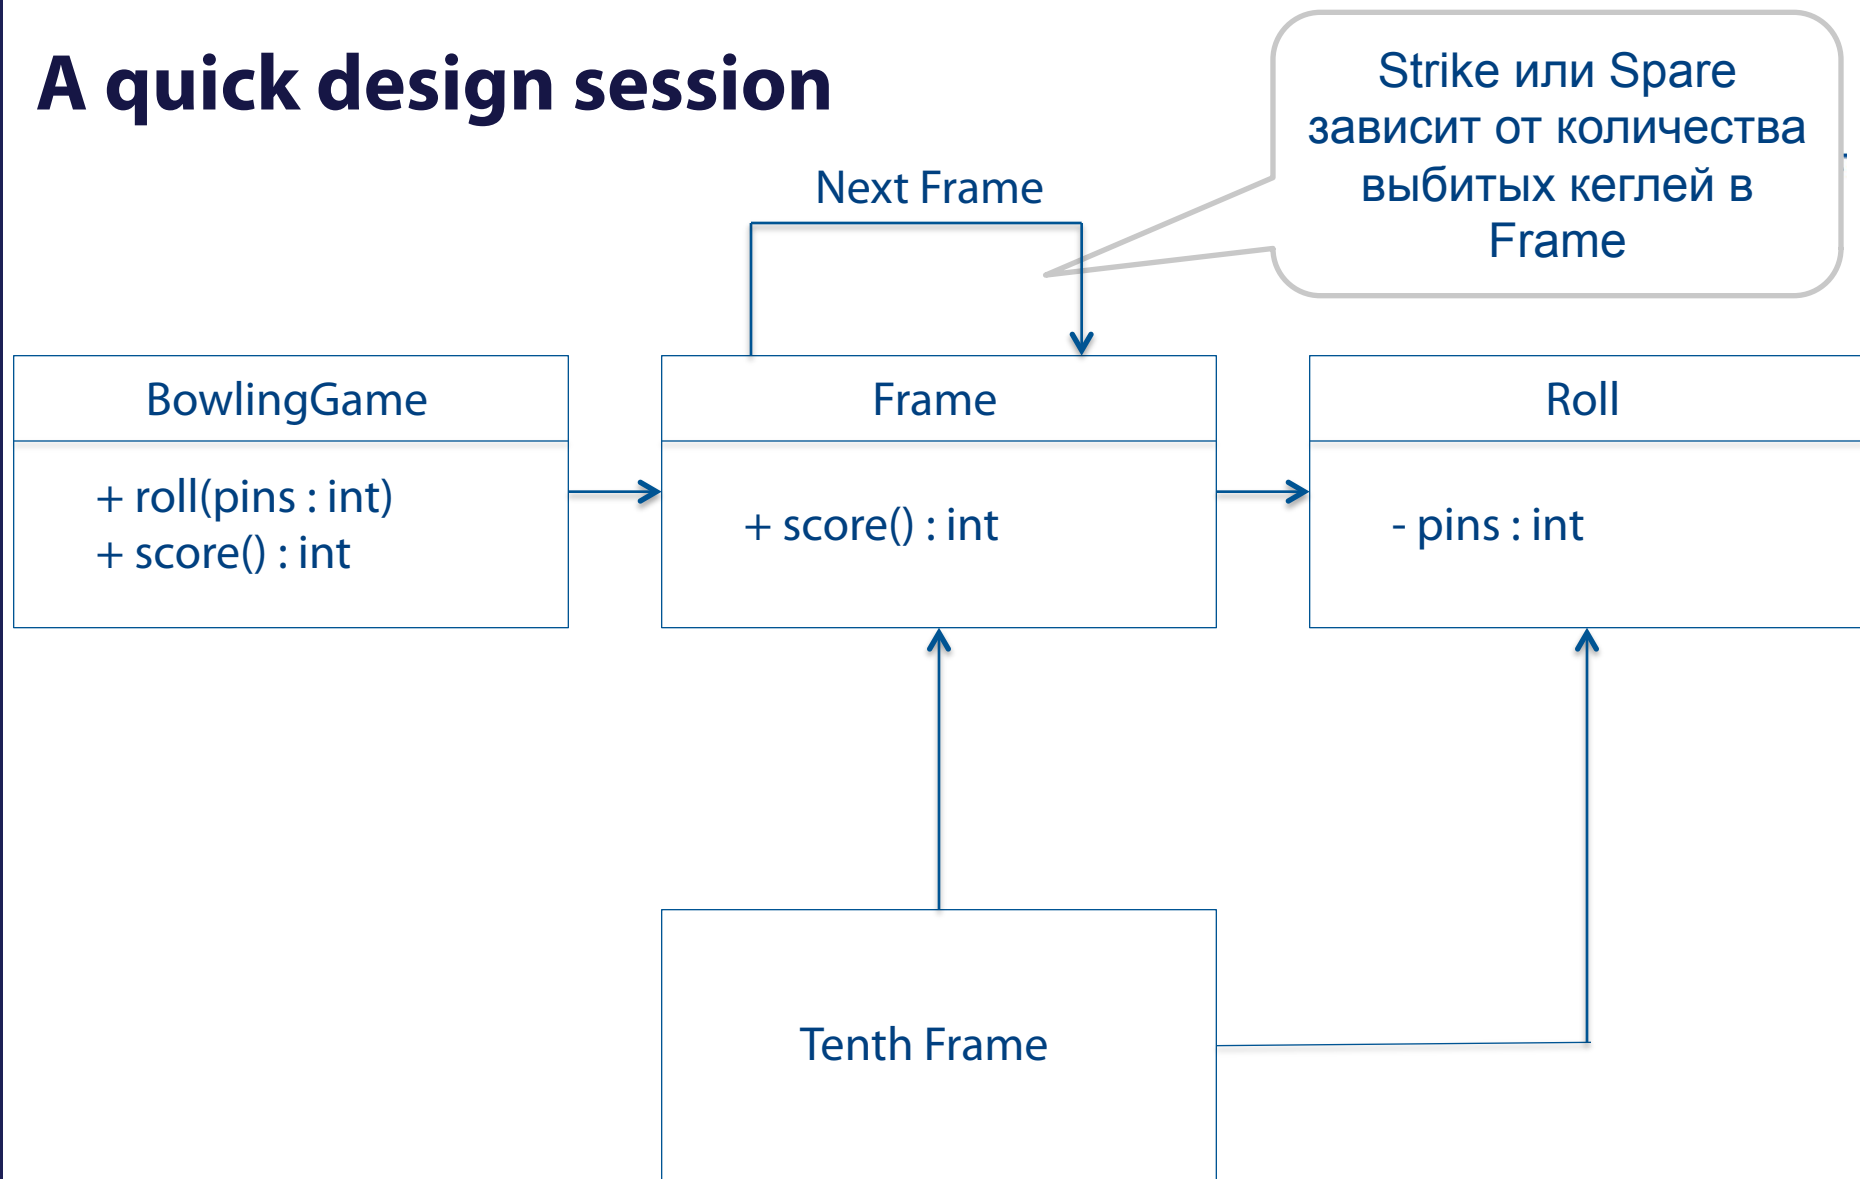 A quick design session
Strike или Spare
зависит от количества
выбитых кеглей в
Frame
Next Frame
BowlingGame
+ roll(pins : int)
+ score() : int
Frame
+ score() : int
Roll
- pins : int
Tenth Frame